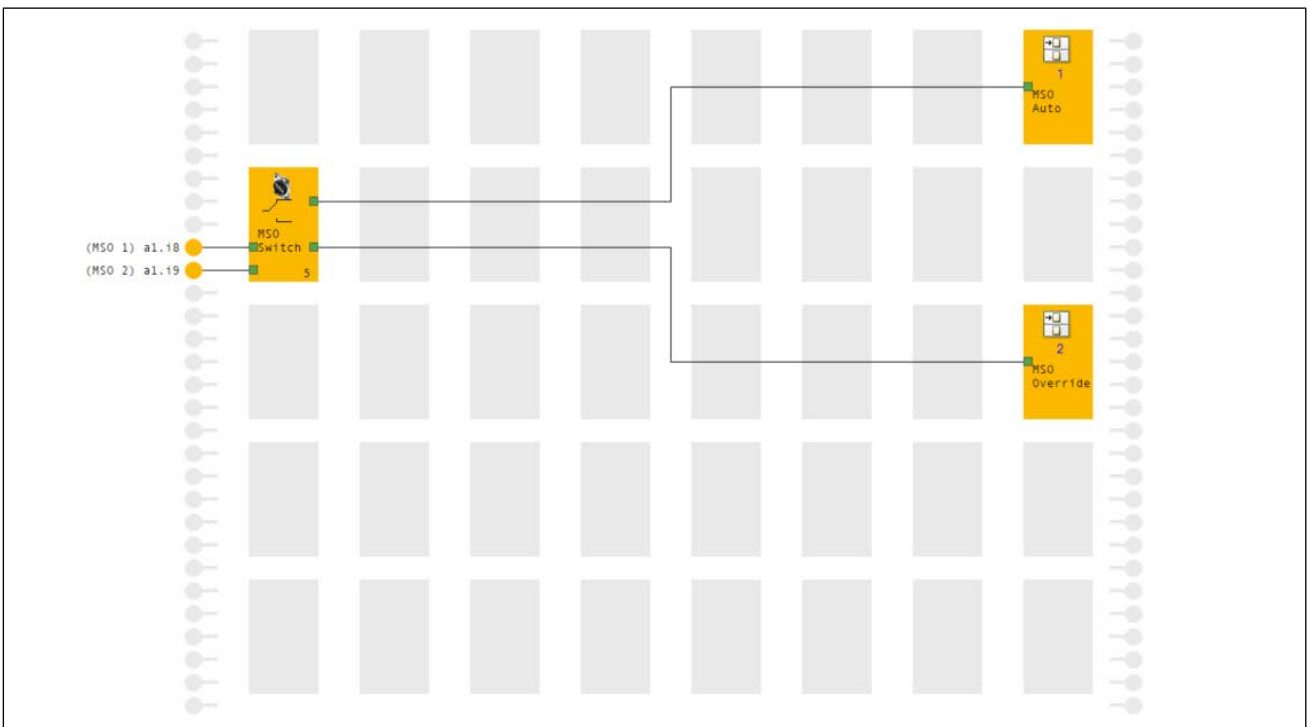 1
MSO
Auto
MSO
Switch
(MSO 1) a1.i8
(MSO 2) a1.i9
5
2
MSO
Override